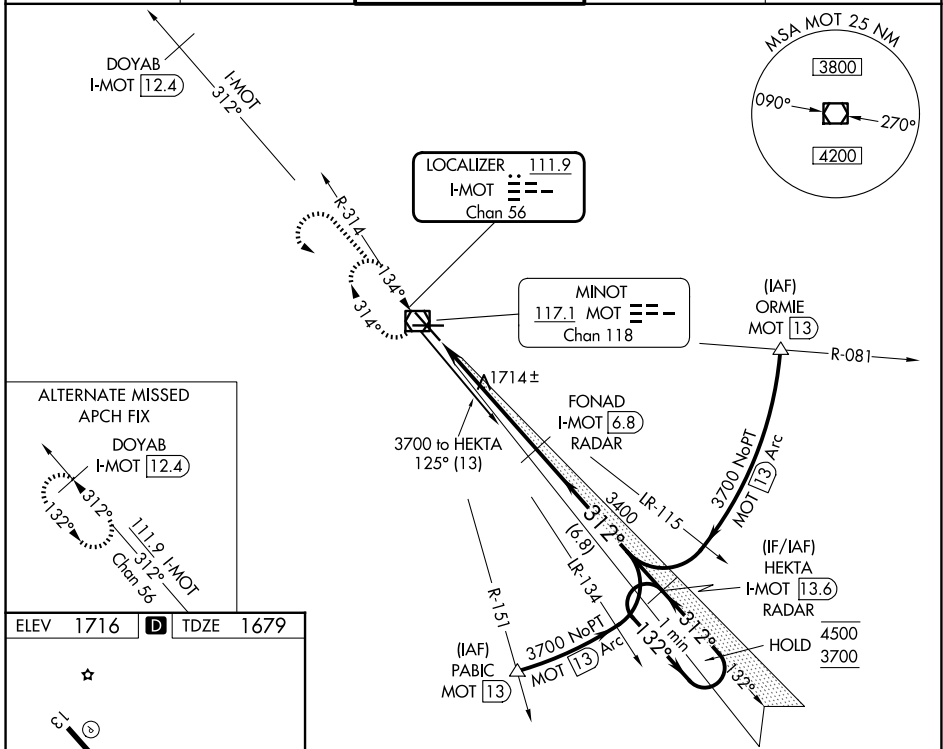 DOYAB
I-MOT 12.4
I-MOT
312°
MSA MOT 25 NM
3800
090°
270°
4200
LOCALIZER 111.9
I-MOT
Chan 56
R-314
134°
314°
MINOT
117.1 MOT
Chan 118
(IAF)
ORMIE
MOT 13
R-081
1714±
FONAD
I-MOT 6.8
RADAR
3700 to HEKTA
125° (13)
3700 NoPT
MOT 13 Arc
LR-115
3400
312°
(6.8)
LR-134
R-151
(IF/IAF)
HEKTA
I-MOT 13.6
RADAR
312°
1 min
132°
132°
HOLD
4500
3700
(IAF)
PABIC
MOT 13
3700 NoPT
MOT 13 Arc
ALTERNATE MISSED
APCH FIX
DOYAB
I-MOT 12.4
312°
132°
111.9 I-MOT
312°
Chan 56
ELEV 1716 D TDZE 1679
P
13